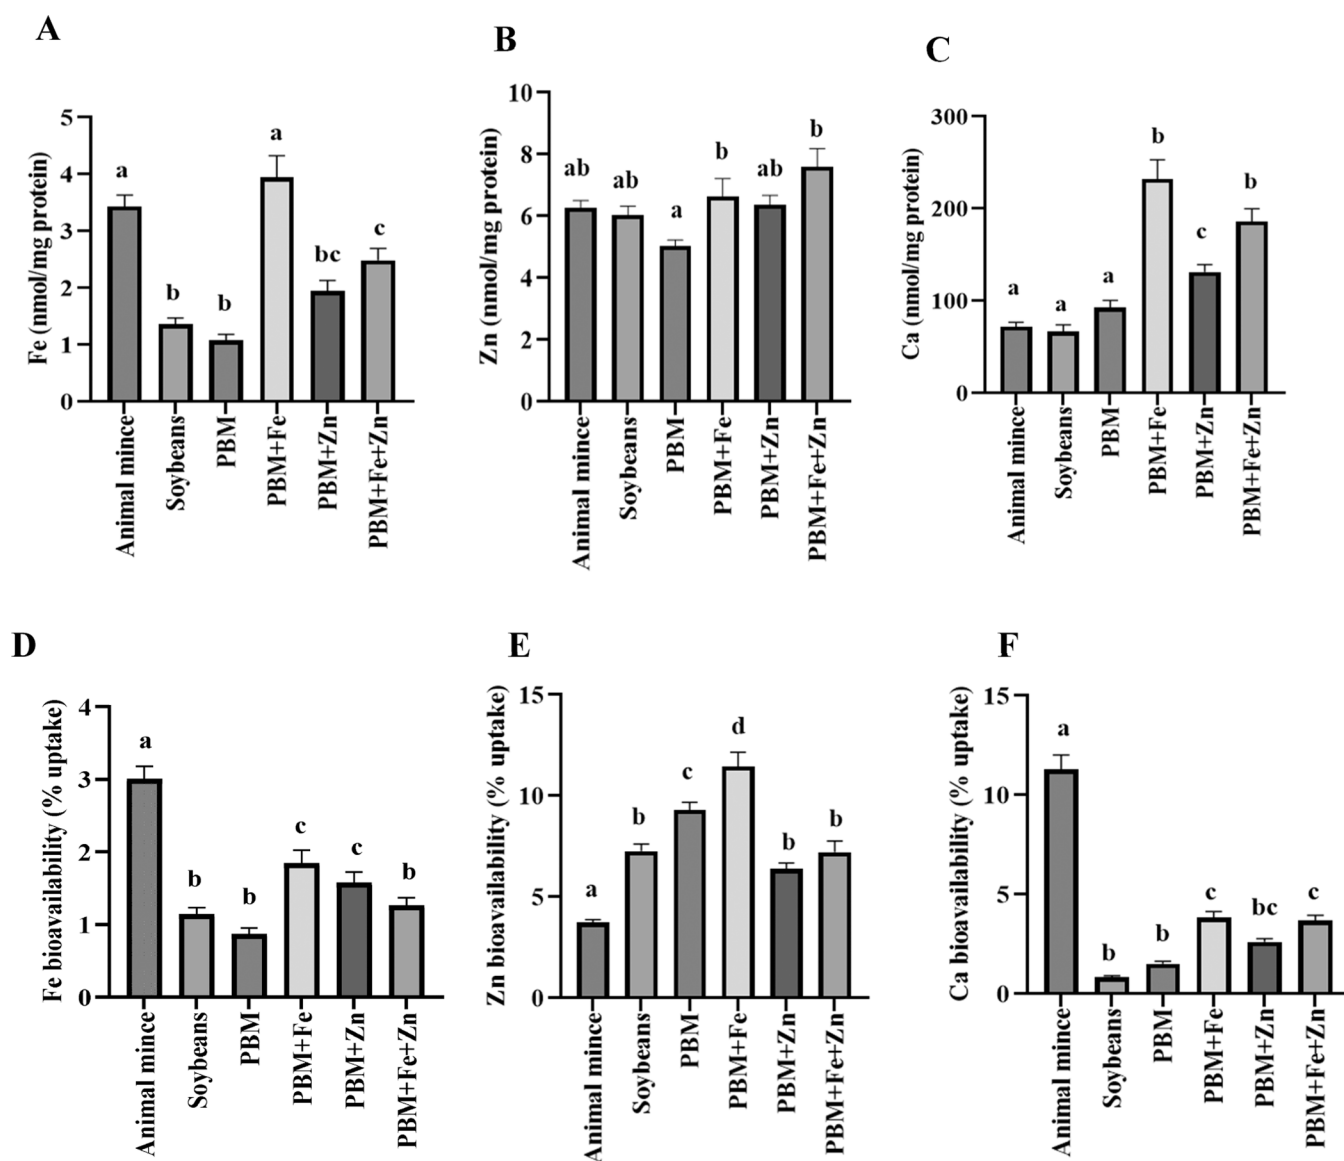 A
Fe (nmol/mg protein)
5
4
3
2
1
0
a
b
b
a
bc
c
Animal mince
Soybeans
PBM
PBM+Fe
PBM+Zn
PBM+Fe+Zn
B
Zn (nmol/mg protein)
10
8
6
4
2
0
ab
ab
a
b
ab
b
Animal mince
Soybeans
PBM
PBM+Fe
PBM+Zn
PBM+Fe+Zn
C
Ca (nmol/mg protein)
300
200
100
0
a
a
a
b
c
b
Animal mince
Soybeans
PBM
PBM+Fe
PBM+Zn
PBM+Fe+Zn
D
Fe bioavailability (% uptake)
4
3
2
1
0
a
b
b
c
c
b
Animal mince
Soybeans
PBM
PBM+Fe
PBM+Zn
PBM+Fe+Zn
E
Zn bioavailability (% uptake)
15
10
5
0
a
b
c
d
b
b
Animal mince
Soybeans
PBM
PBM+Fe
PBM+Zn
PBM+Fe+Zn
F
Ca bioavailability (% uptake)
15
10
5
0
a
b
b
c
bc
c
Animal mince
Soybeans
PBM
PBM+Fe
PBM+Zn
PBM+Fe+Zn